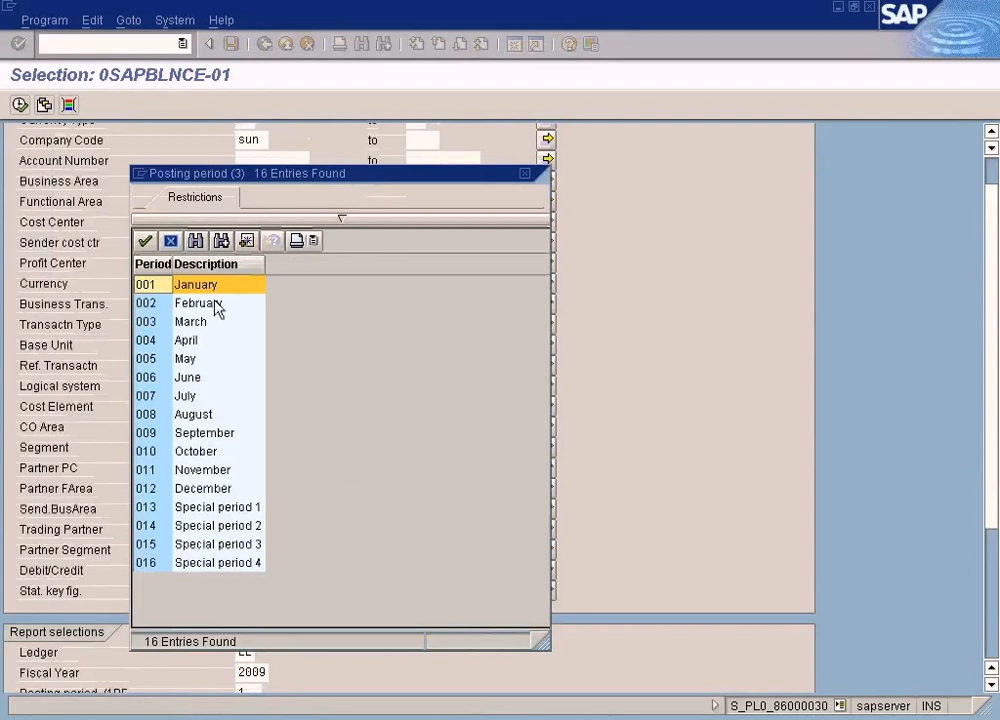 Program Edit Goto System Help
SAP
Selection: 0SAPBLNCE-01
Company Code sun to
Account Number to
Business Area
Functional Area
Cost Center
Sender cost ctr
Profit Center
Currency
Business Trans.
Transactn Type
Base Unit
Ref. Transactn
Logical system
Cost Element
CO Area
Segment
Partner PC
Partner FArea
Send.BusArea
Trading Partner
Partner Segment
Debit/Credit
Stat. key fig.
Posting period (3) 16 Entries Found
Restrictions
Period Description
001 January
002 February
003 March
004 April
005 May
006 June
007 July
008 August
009 September
010 October
011 November
012 December
013 Special period 1
014 Special period 2
015 Special period 3
016 Special period 4
16 Entries Found
Report selections
Ledger
Fiscal Year 2009
S_PL0_86000030 sapserver INS